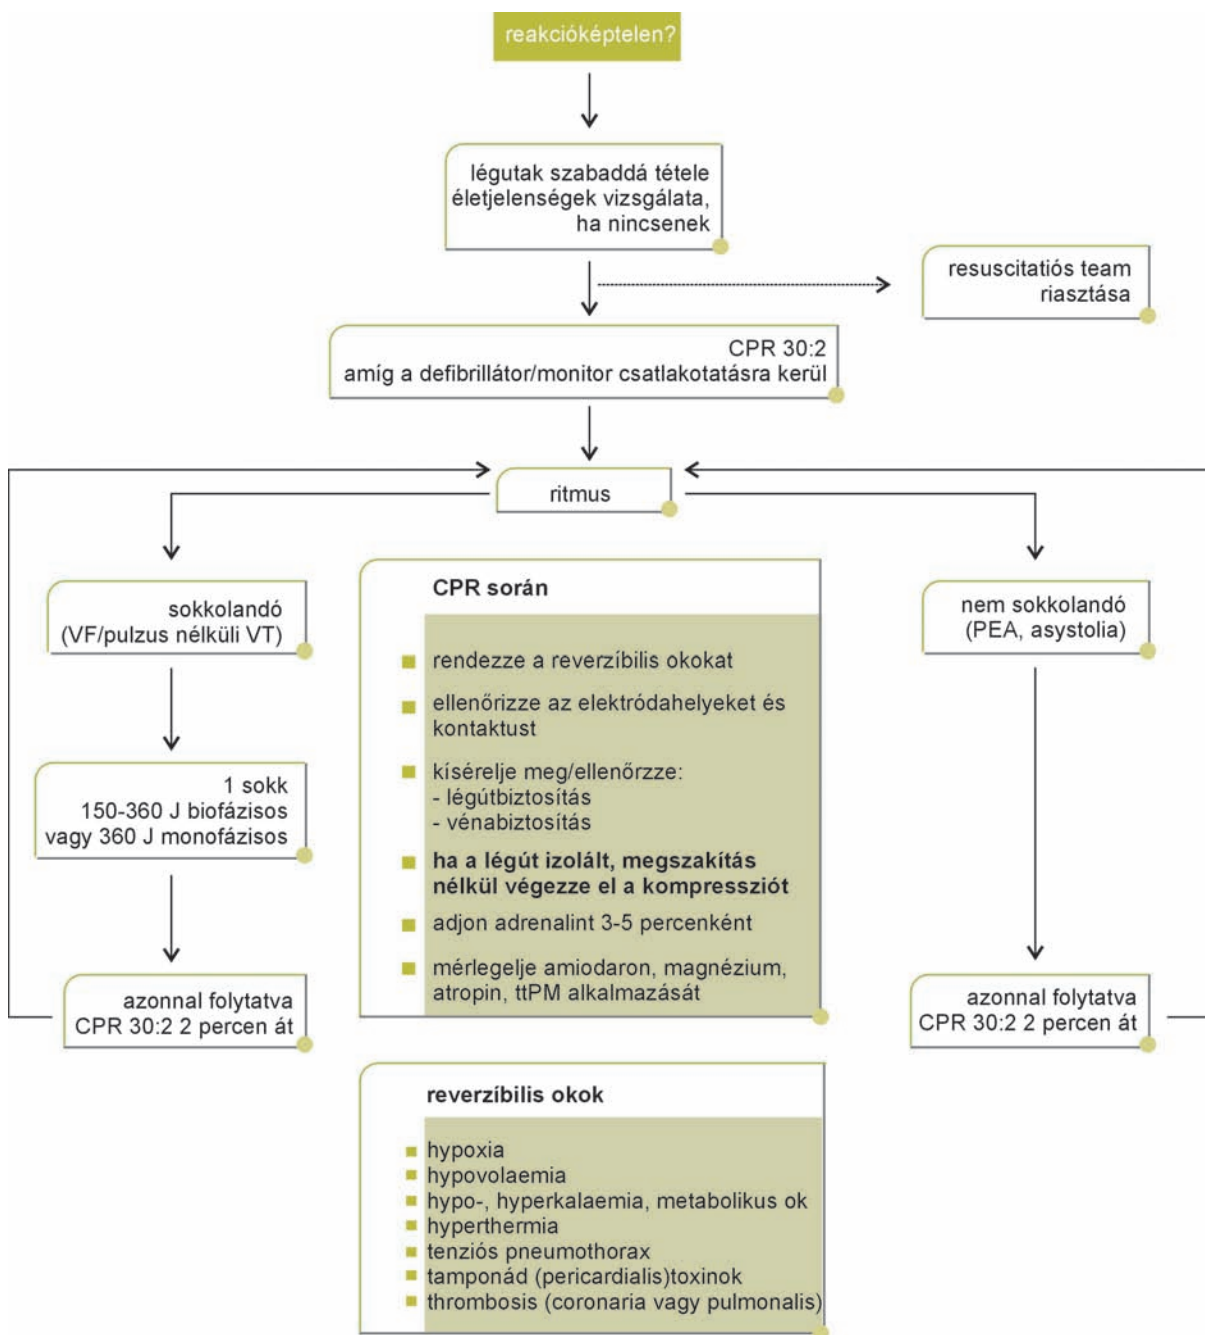 reakcióképtelen?
légutak szabaddá tétele
életjelenségek vizsgálata,
ha nincsenek
resuscitatiós team
riasztása
CPR 30:2
amíg a defibrillátor/monitor csatlakotatásra kerül
ritmus
sokkolandó
(VF/pulzus nélküli VT)
1 sokk
150-360 J biofázisos
vagy 360 J monofázisos
azonnal folytatva
CPR 30:2 2 percen át
CPR során
rendezze a reverzíbilis okokat
ellenőrizze az elektródahelyeket és
kontaktust
kísérelje meg/ellenőrzze:
- légútbiztosítás
- vénabiztosítás
ha a légút izolált, megszakítás
nélkül végezze el a kompressziót
adjon adrenalint 3-5 percenként
mérlegelje amiodaron, magnézium,
atropin, ttPM alkalmazását
nem sokkolandó
(PEA, asystolia)
azonnal folytatva
CPR 30:2 2 percen át
reverzíbilis okok
hypoxia
hypovolaemia
hypo-, hyperkalaemia, metabolikus ok
hyperthermia
tenziós pneumothorax
tamponád (pericardialis)toxinok
thrombosis (coronaria vagy pulmonalis)